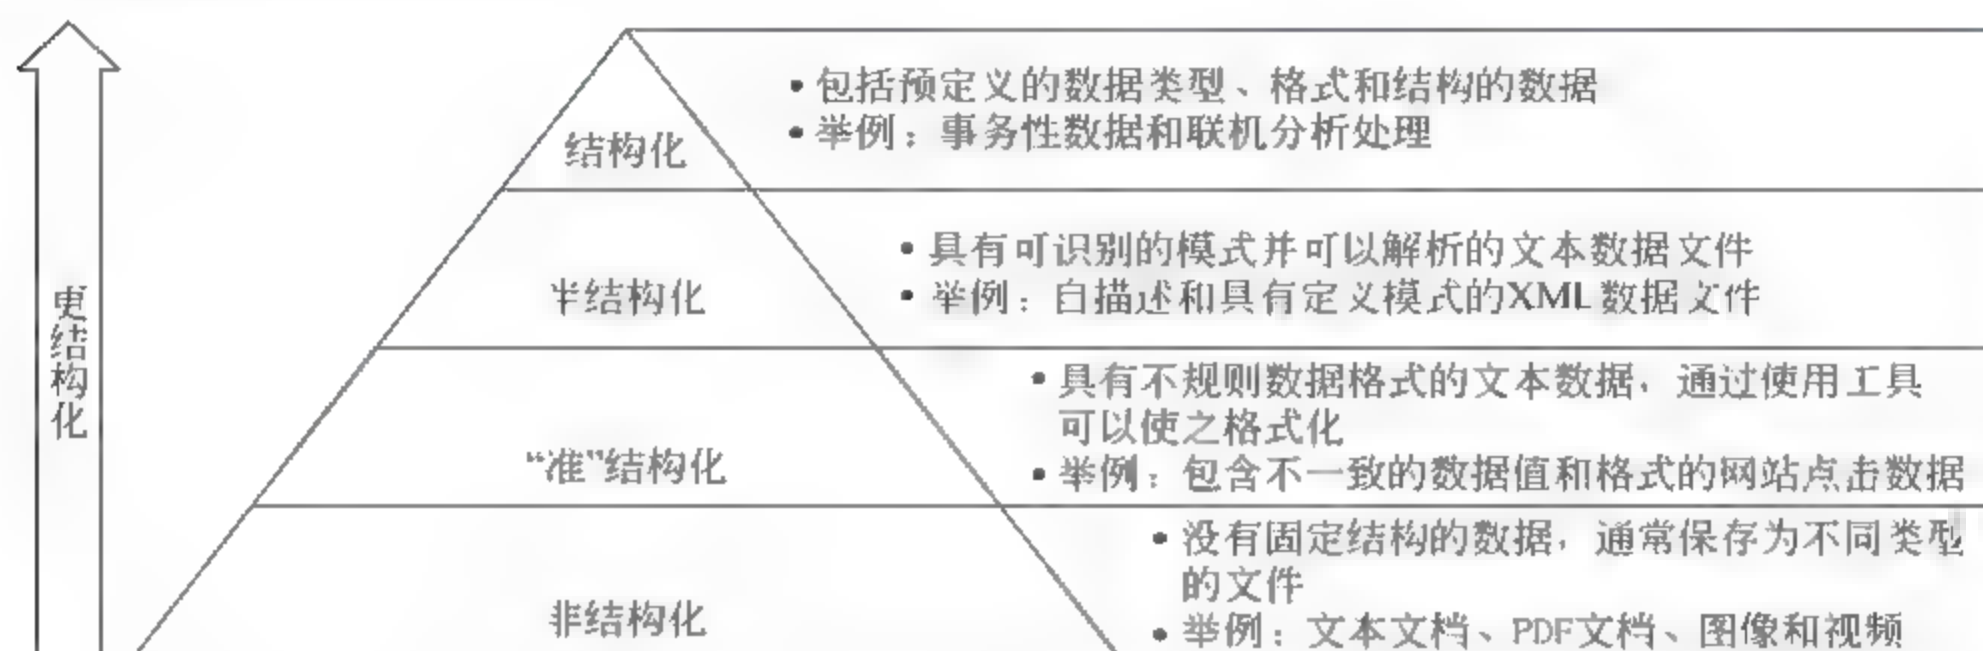 更结构化
结构化
• 包括预定义的数据类型、格式和结构的数据
• 举例：事务性数据和联机分析处理
半结构化
• 具有可识别的模式并可以解析的文本数据文件
• 举例：自描述和具有定义模式的XML数据文件
“准”结构化
• 具有不规则数据格式的文本数据，通过使用工具
可以使之格式化
• 举例：包含不一致的数据值和格式的网站点击数据
非结构化
• 没有固定结构的数据，通常保存为不同类型
的文件
• 举例：文本文档、PDF文档、图像和视频